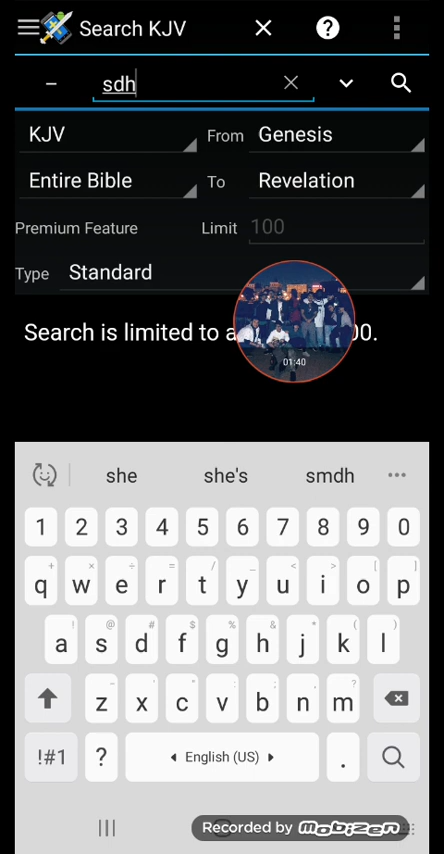 Search KJV
sdh
KJV From Genesis
Entire Bible To Revelation
Premium Feature Limit 100
Type Standard
Search is limited to a 00.
01:40
she she's smdh
1 2 3 4 5 6 7 8 9 0
q w e r t y u i o p
a s d f g h j k l
z x c v b n m
!#1 ? English (US) .
Recorded by mobizen